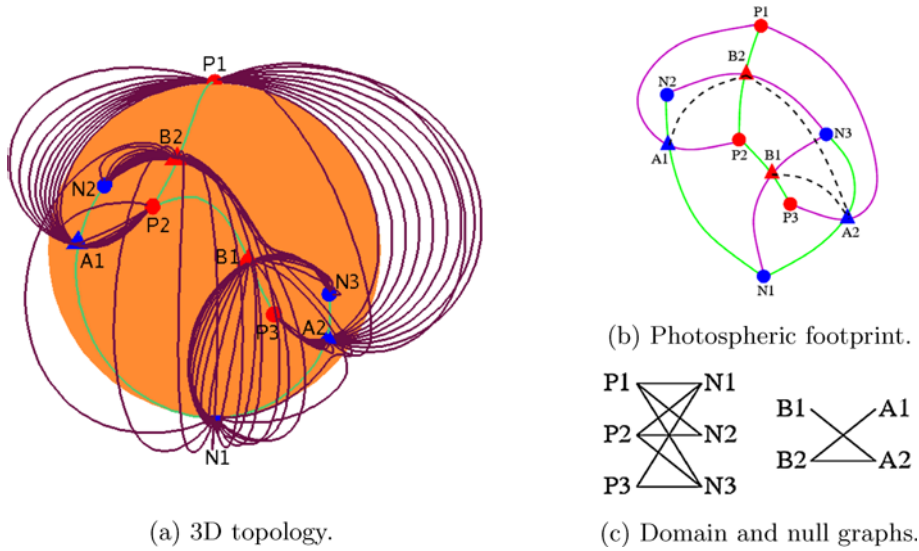 P1
B2
N2
P2
A1
B1
N3
P3
A2
N1
(a) 3D topology.
P1
B2
N2
N3
A1
P2
B1
P3
A2
N1
(b) Photospheric footprint.
P1 N1
P2 N2
P3 N3
B1 A1
B2 A2
(c) Domain and null graphs.